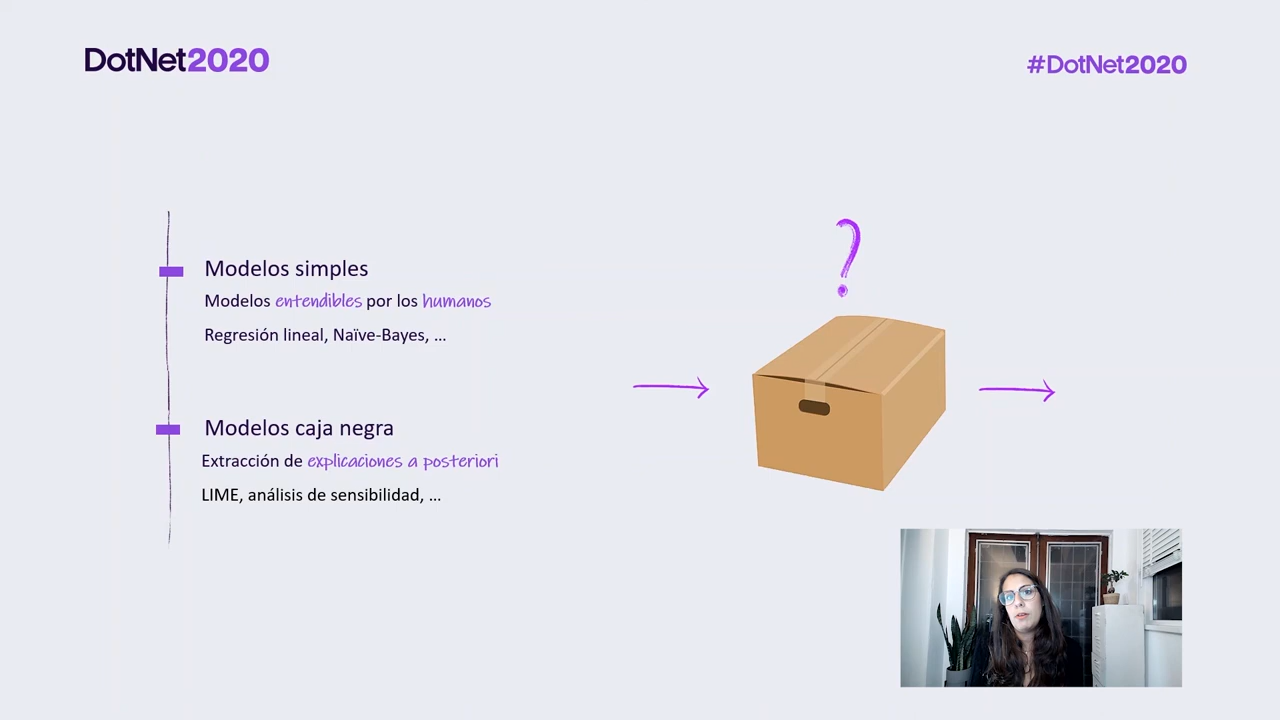 DotNet2020
#DotNet2020
Modelos simples
Modelos entendibles por los humanos
Regresión lineal, Naïve-Bayes, ...
Modelos caja negra
Extracción de explicaciones a posteriori
LIME, análisis de sensibilidad, ...
?